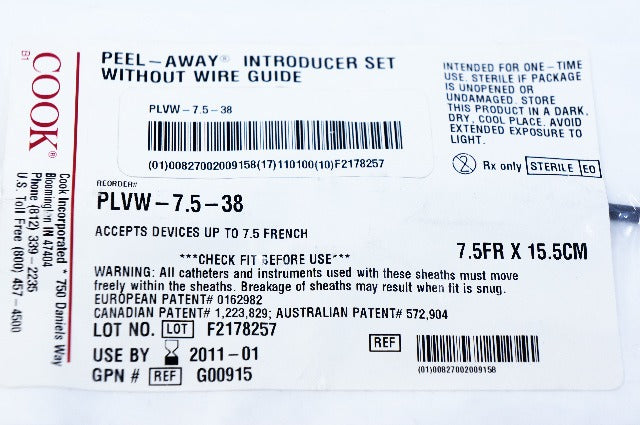 COOK®
B1
Cook Incorporated * 750 Daniels Way
Bloomington IN 47404
Phone (812) 339-2235
U.S. Toll Free (800) 457-4500
PEEL-AWAY® INTRODUCER SET
WITHOUT WIRE GUIDE
PLVW-7.5-38
(01)00827002009158(17)110100(10)F2178257
INTENDED FOR ONE-TIME
USE. STERILE IF PACKAGE
IS UNOPENED OR
UNDAMAGED. STORE
THIS PRODUCT IN A DARK,
DRY, COOL PLACE. AVOID
EXTENDED EXPOSURE TO
LIGHT.
2 Rx only STERILE EO
REORDER#
PLVW-7.5-38
ACCEPTS DEVICES UP TO 7.5 FRENCH
7.5FR X 15.5CM
***CHECK FIT BEFORE USE***
WARNING: All catheters and instruments used with these sheaths must move
freely within the sheaths. Breakage of sheaths may result when fit is snug.
EUROPEAN PATENT# 0162982
CANADIAN PATENT# 1,223,829; AUSTRALIAN PATENT# 572,904
LOT NO. LOT F2178257
USE BY 2011-01
GPN # REF G00915
REF
(01)00827002009158